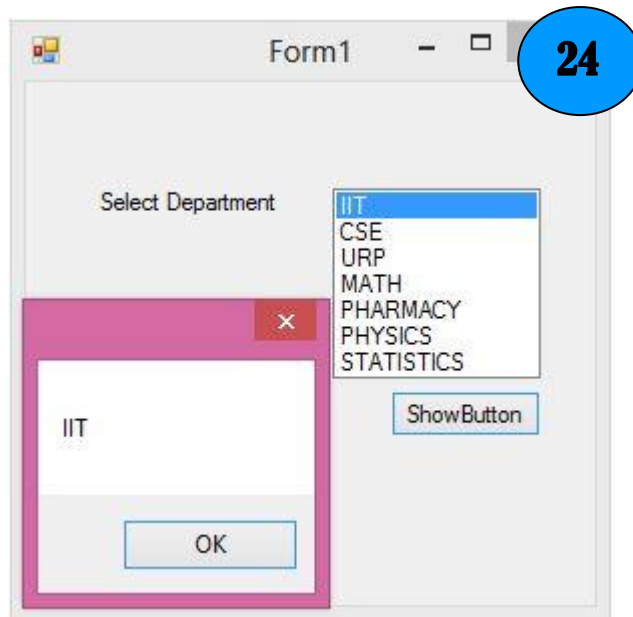 Form1
24
Select Department
IIT
CSE
URP
MATH
PHARMACY
PHYSICS
STATISTICS
ShowButton
IIT
OK